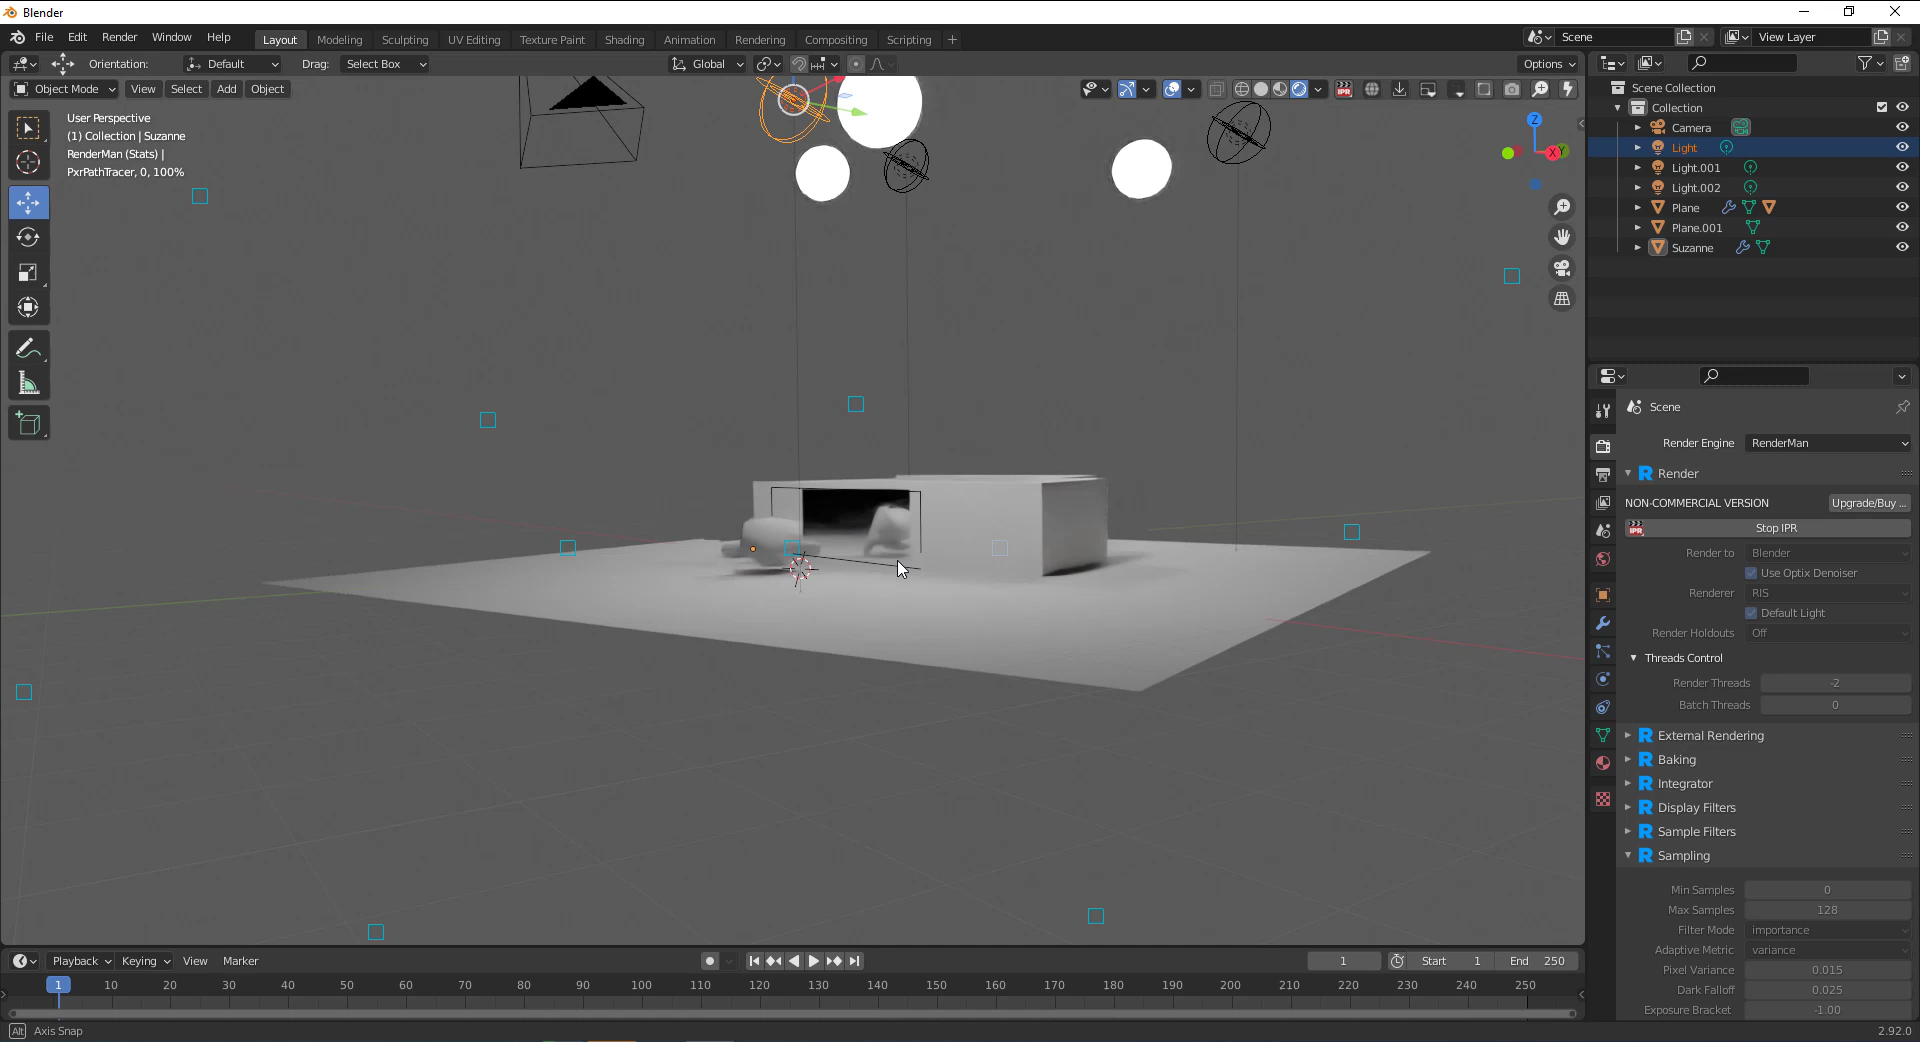 Blender
File Edit Render Window Help Layout Modeling Sculpting UV Editing Texture Paint Shading Animation Rendering Compositing Scripting + Scene View Layer
Orientation: Default Drag: Select Box Global Options
Object Mode View Select Add Object
User Perspective
(1) Collection | Suzanne
RenderMan (Stats) |
PxrPathTracer, 0, 100%
Z
X
Y
IPR
Scene Collection
Collection
Camera
Light
Light.001
Light.002
Plane
Plane.001
Suzanne
Scene
Render Engine RenderMan
R Render
NON-COMMERCIAL VERSION Upgrade/Buy ...
IPR Stop IPR
Render to Blender
Use Optix Denoiser
Renderer RIS
Default Light
Render Holdouts Off
Threads Control
Render Threads -2
Batch Threads 0
R External Rendering
R Baking
R Integrator
R Display Filters
R Sample Filters
R Sampling
Min Samples 0
Max Samples 128
Filter Mode importance
Adaptive Metric variance
Pixel Variance 0.015
Dark Falloff 0.025
Exposure Bracket -1.00
Playback Keying View Marker 1 Start 1 End 250
1 10 20 30 40 50 60 70 80 90 100 110 120 130 140 150 160 170 180 190 200 210 220 230 240 250
Alt Axis Snap 2.92.0